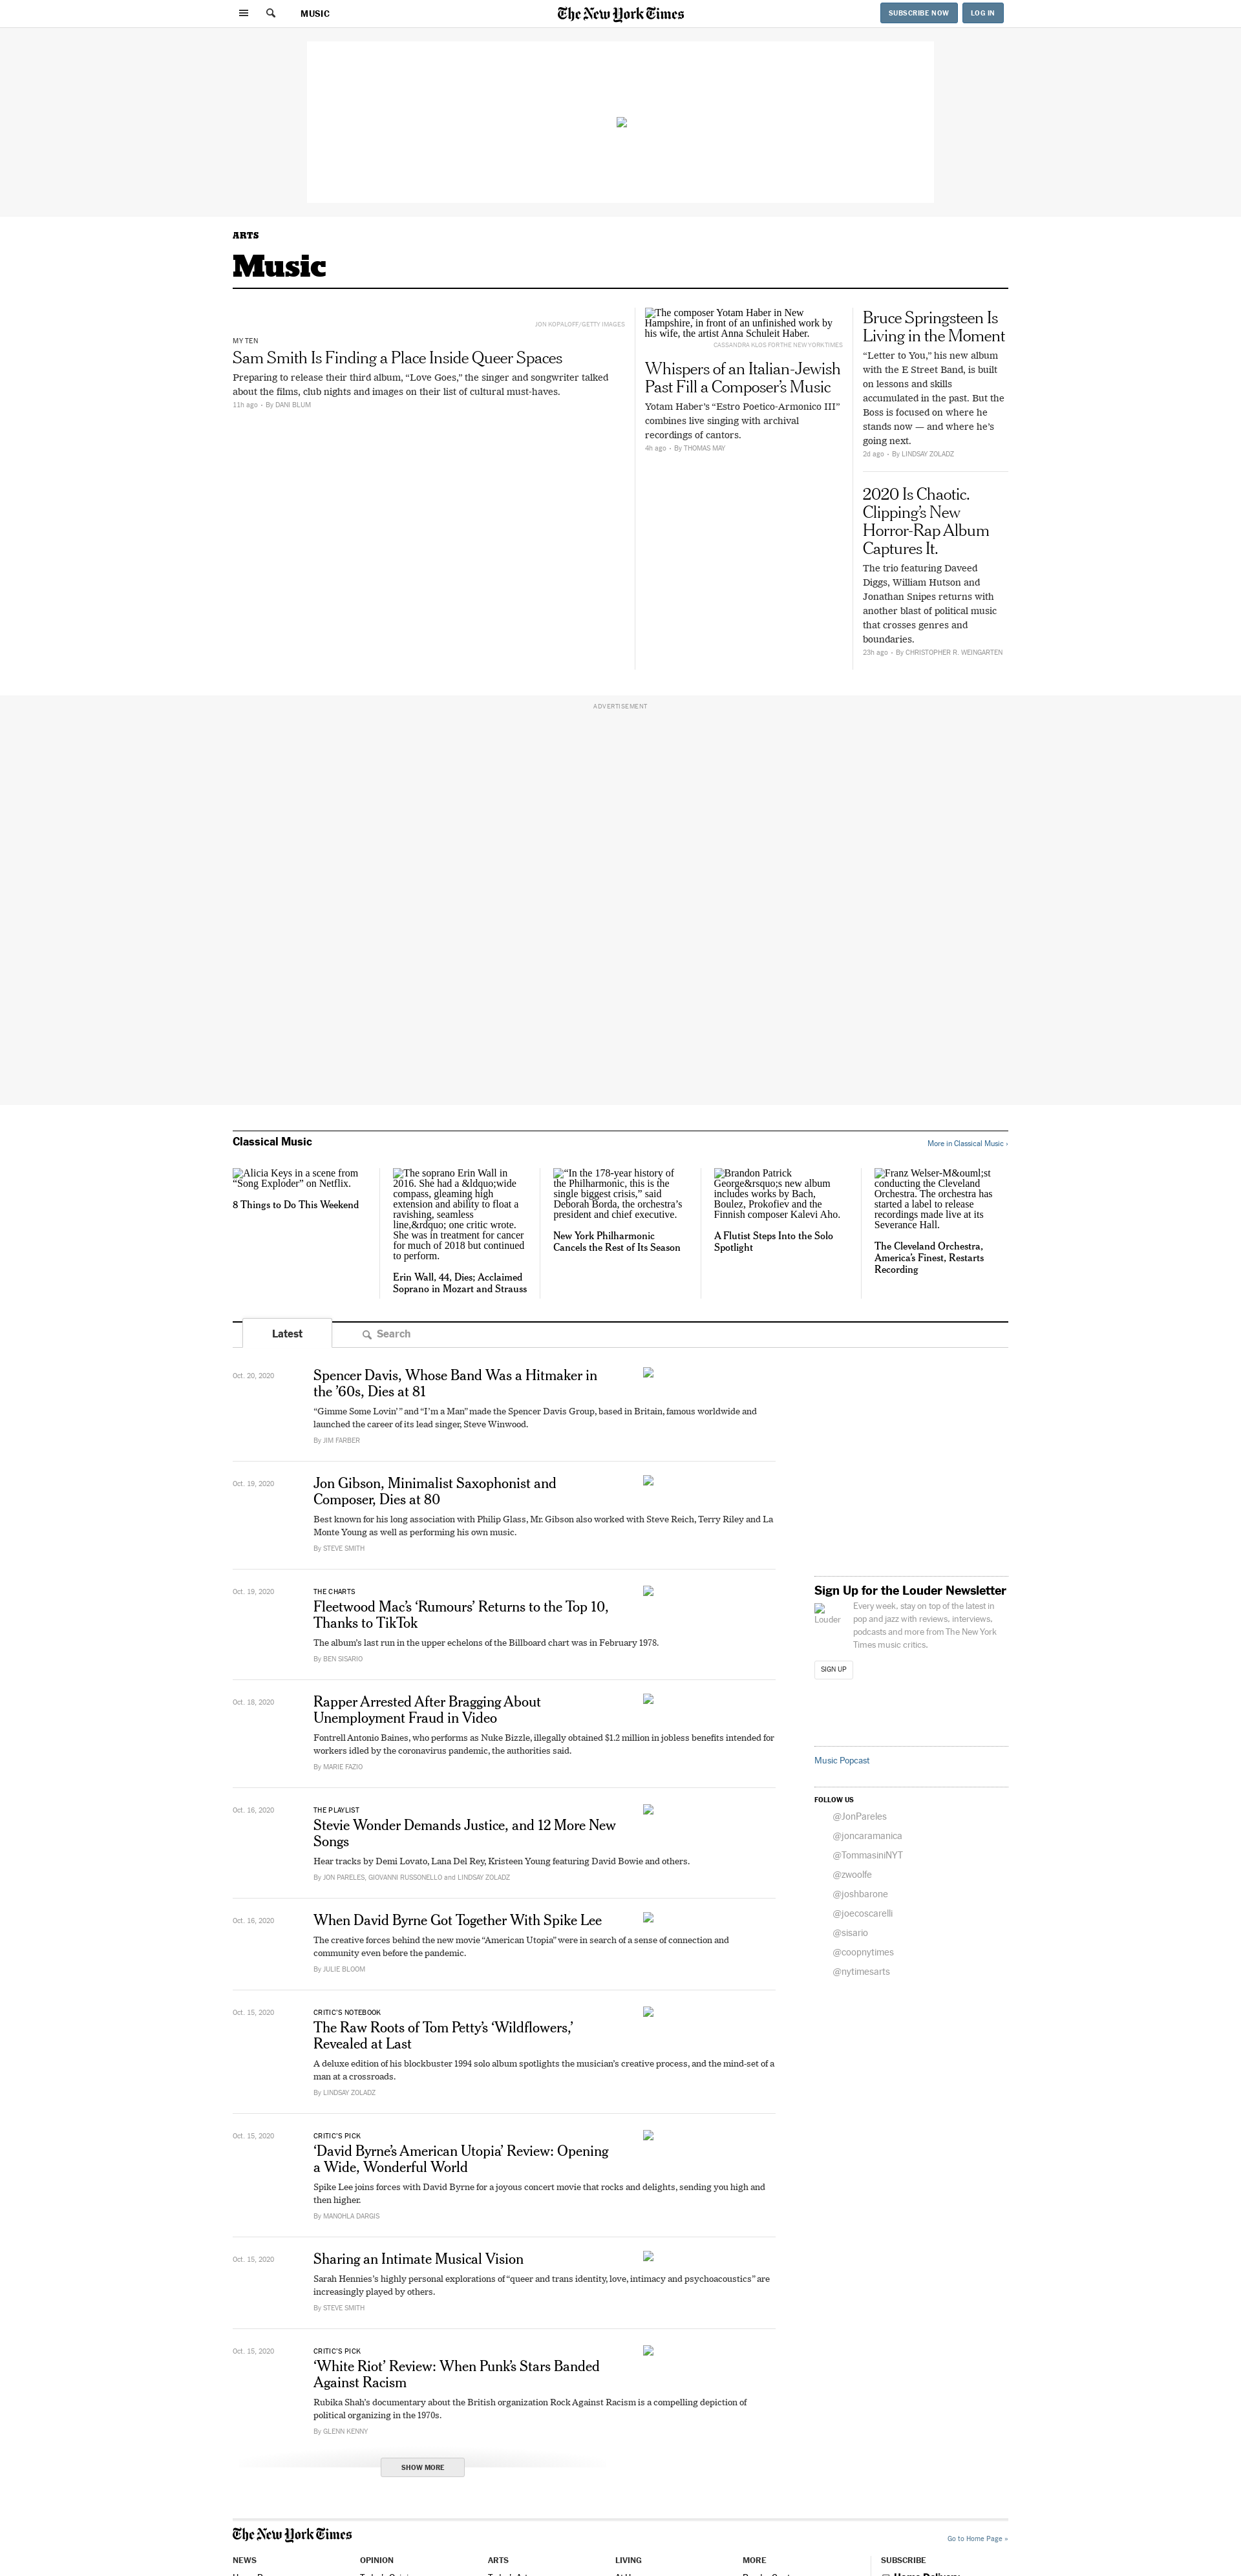 MUSIC
The New York Times
SUBSCRIBE NOW
LOG IN
ARTS
Music
JON KOPALOFF/GETTY IMAGES
MY TEN
Sam Smith Is Finding a Place Inside Queer Spaces
Preparing to release their third album, “Love Goes,” the singer and songwriter talked
about the films, club nights and images on their list of cultural must-haves.
11h ago • By DANI BLUM
The composer Yotam Haber in New
Hampshire, in front of an unfinished work by
his wife, the artist Anna Schuleit Haber.
CASSANDRA KLOS FOR THE NEW YORK TIMES
Whispers of an Italian-Jewish
Past Fill a Composer’s Music
Yotam Haber’s “Estro Poetico-Armonico III”
combines live singing with archival
recordings of cantors.
4h ago • By THOMAS MAY
Bruce Springsteen Is
Living in the Moment
“Letter to You,” his new album
with the E Street Band, is built
on lessons and skills
accumulated in the past. But the
Boss is focused on where he
stands now — and where he’s
going next.
2d ago • By LINDSAY ZOLADZ
2020 Is Chaotic.
Clipping’s New
Horror-Rap Album
Captures It.
The trio featuring Daveed
Diggs, William Hutson and
Jonathan Snipes returns with
another blast of political music
that crosses genres and
boundaries.
23h ago • By CHRISTOPHER R. WEINGARTEN
ADVERTISEMENT
Classical Music
More in Classical Music ›
Alicia Keys in a scene from
“Song Exploder” on Netflix.
8 Things to Do This Weekend
The soprano Erin Wall in
2016. She had a &ldquo;wide
compass, gleaming high
extension and ability to float a
ravishing, seamless
line,&rdquo; one critic wrote.
She was in treatment for cancer
for much of 2018 but continued
to perform.
Erin Wall, 44, Dies; Acclaimed
Soprano in Mozart and Strauss
“In the 178-year history of
the Philharmonic, this is the
single biggest crisis,” said
Deborah Borda, the orchestra’s
president and chief executive.
New York Philharmonic
Cancels the Rest of Its Season
Brandon Patrick
George&rsquo;s new album
includes works by Bach,
Boulez, Prokofiev and the
Finnish composer Kalevi Aho.
A Flutist Steps Into the Solo
Spotlight
Franz Welser-M&ouml;st
conducting the Cleveland
Orchestra. The orchestra has
started a label to release
recordings made live at its
Severance Hall.
The Cleveland Orchestra,
America’s Finest, Restarts
Recording
Latest
Search
Oct. 20, 2020
Spencer Davis, Whose Band Was a Hitmaker in
the ’60s, Dies at 81
“Gimme Some Lovin’ ” and “I’m a Man” made the Spencer Davis Group, based in Britain, famous worldwide and
launched the career of its lead singer, Steve Winwood.
By JIM FARBER
Oct. 19, 2020
Jon Gibson, Minimalist Saxophonist and
Composer, Dies at 80
Best known for his long association with Philip Glass, Mr. Gibson also worked with Steve Reich, Terry Riley and La
Monte Young as well as performing his own music.
By STEVE SMITH
Oct. 19, 2020
THE CHARTS
Fleetwood Mac’s ‘Rumours’ Returns to the Top 10,
Thanks to TikTok
The album’s last run in the upper echelons of the Billboard chart was in February 1978.
By BEN SISARIO
Oct. 18, 2020
Rapper Arrested After Bragging About
Unemployment Fraud in Video
Fontrell Antonio Baines, who performs as Nuke Bizzle, illegally obtained $1.2 million in jobless benefits intended for
workers idled by the coronavirus pandemic, the authorities said.
By MARIE FAZIO
Oct. 16, 2020
THE PLAYLIST
Stevie Wonder Demands Justice, and 12 More New
Songs
Hear tracks by Demi Lovato, Lana Del Rey, Kristeen Young featuring David Bowie and others.
By JON PARELES, GIOVANNI RUSSONELLO and LINDSAY ZOLADZ
Oct. 16, 2020
When David Byrne Got Together With Spike Lee
The creative forces behind the new movie “American Utopia” were in search of a sense of connection and
community even before the pandemic.
By JULIE BLOOM
Oct. 15, 2020
CRITIC’S NOTEBOOK
The Raw Roots of Tom Petty’s ‘Wildflowers,’
Revealed at Last
A deluxe edition of his blockbuster 1994 solo album spotlights the musician’s creative process, and the mind-set of a
man at a crossroads.
By LINDSAY ZOLADZ
Oct. 15, 2020
CRITIC’S PICK
‘David Byrne’s American Utopia’ Review: Opening
a Wide, Wonderful World
Spike Lee joins forces with David Byrne for a joyous concert movie that rocks and delights, sending you high and
then higher.
By MANOHLA DARGIS
Oct. 15, 2020
Sharing an Intimate Musical Vision
Sarah Hennies’s highly personal explorations of “queer and trans identity, love, intimacy and psychoacoustics” are
increasingly played by others.
By STEVE SMITH
Oct. 15, 2020
CRITIC’S PICK
‘White Riot’ Review: When Punk’s Stars Banded
Against Racism
Rubika Shah’s documentary about the British organization Rock Against Racism is a compelling depiction of
political organizing in the 1970s.
By GLENN KENNY
SHOW MORE
Sign Up for the Louder Newsletter
Louder
Every week, stay on top of the latest in
pop and jazz with reviews, interviews,
podcasts and more from The New York
Times music critics.
SIGN UP
Music Popcast
FOLLOW US
@JonPareles
@joncaramanica
@TommasiniNYT
@zwoolfe
@joshbarone
@joecoscarelli
@sisario
@coopnytimes
@nytimesarts
The New York Times
Go to Home Page »
NEWS
OPINION
ARTS
LIVING
MORE
SUBSCRIBE